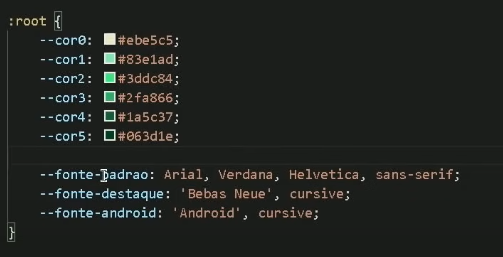 :root {
--cor0: #ebe5c5;
--cor1: #83e1ad;
--cor2: #3ddc84;
--cor3: #2fa866;
--cor4: #1a5c37;
--cor5: #063d1e;
--fonte-padrao: Arial, Verdana, Helvetica, sans-serif;
--fonte-destaque: 'Bebas Neue', cursive;
--fonte-android: 'Android', cursive;
}